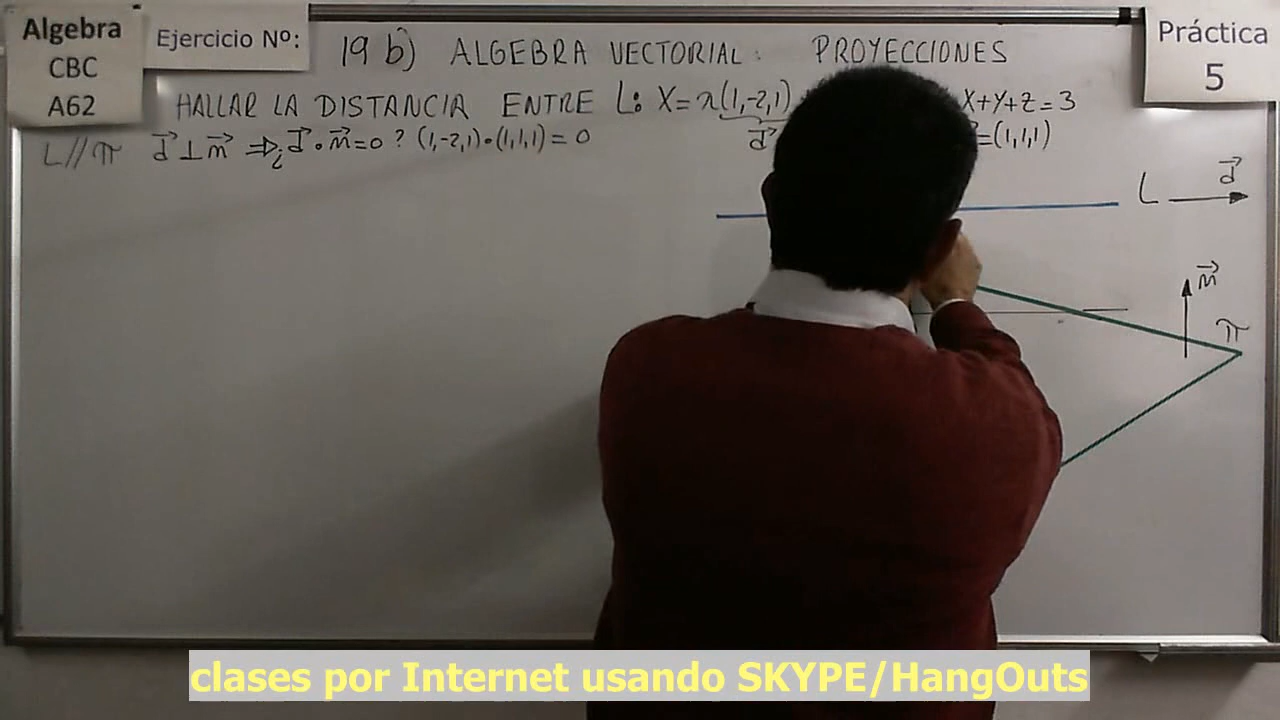 Algebra
CBC
A62
Ejercicio Nº:
19 b) ALGEBRA VECTORIAL: PROYECCIONES
Práctica
5
HALLAR LA DISTANCIA ENTRE L: X=λ(1,-2,1) X+Y+Z=3
L//π d⃗⊥n⃗ ⇒ ¿d⃗•n⃗=0? (1,-2,1)•(1,1,1)=0
d⃗ =(1,1,1)
L d⃗
n⃗
π
clases por Internet usando SKYPE/HangOuts